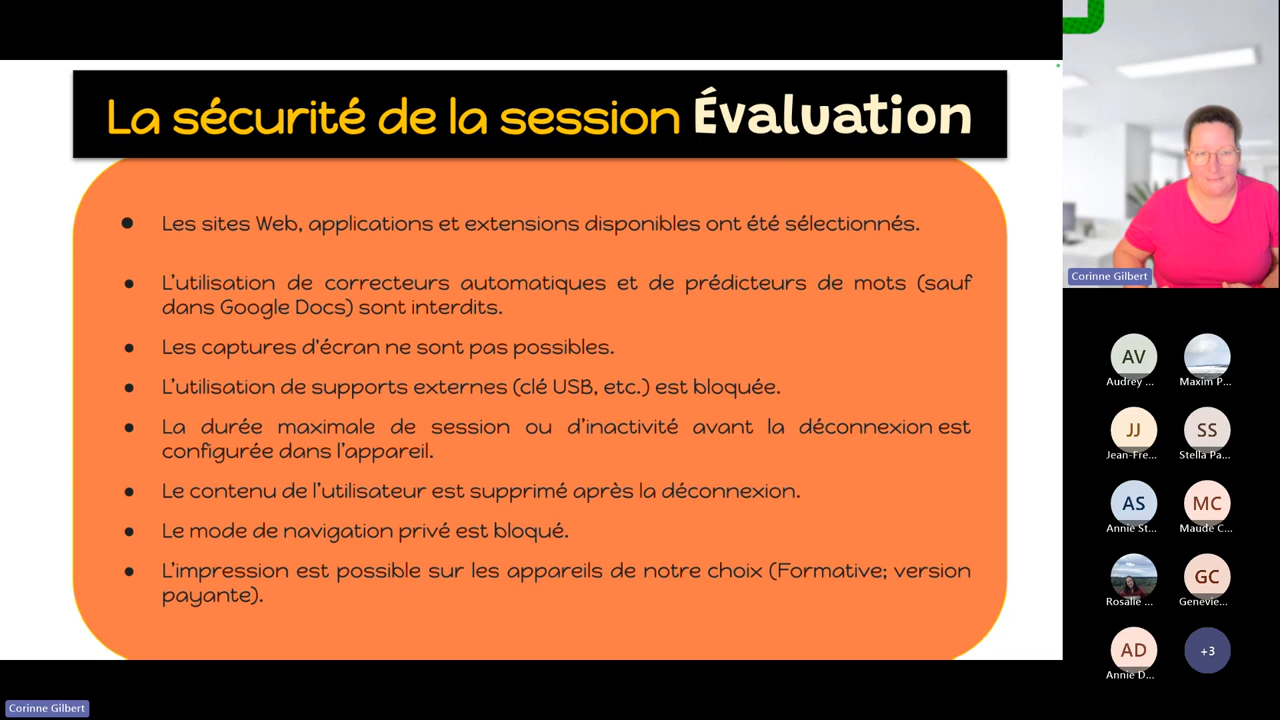 La sécurité de la session Évaluation
Les sites Web, applications et extensions disponibles ont été sélectionnés.
L'utilisation de correcteurs automatiques et de prédicteurs de mots (sauf
dans Google Docs) sont interdits.
Les captures d'écran ne sont pas possibles.
L'utilisation de supports externes (clé USB, etc.) est bloquée.
La durée maximale de session ou d'inactivité avant la déconnexion est
configurée dans l'appareil.
Le contenu de l'utilisateur est supprimé après la déconnexion.
Le mode de navigation privé est bloqué.
L'impression est possible sur les appareils de notre choix (Formative; version
payante).
Corinne Gilbert
AV
Audrey ...
Maxim P...
JJ
Jean-Fre...
SS
Stella Pa...
AS
Annie St...
MC
Maude C...
Rosalie ...
GC
Genevie...
AD
Annie D...
+3
Corinne Gilbert